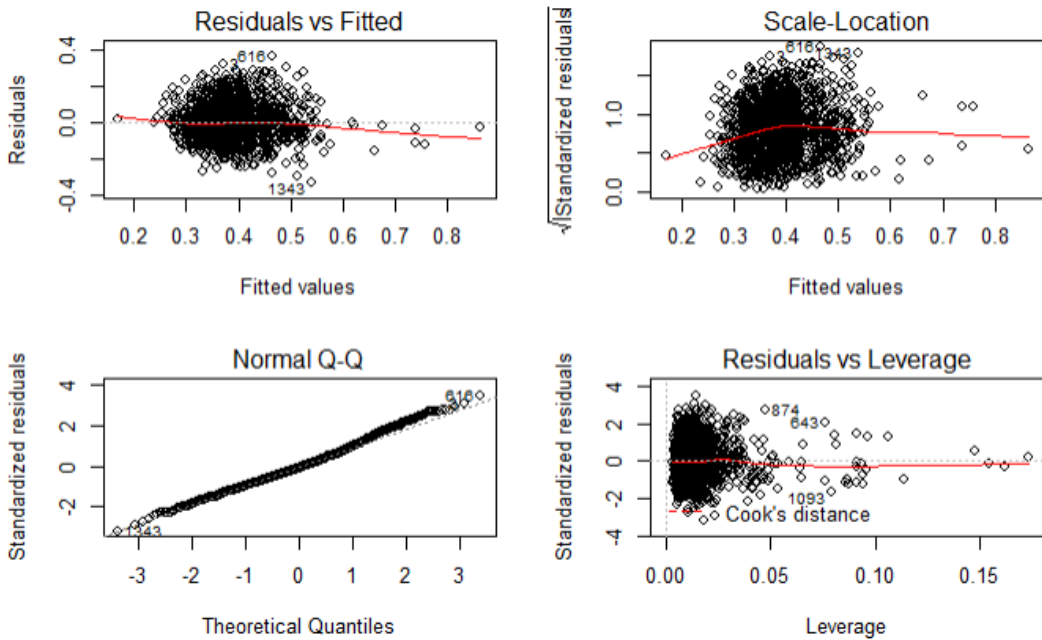 Residuals vs Fitted
Residuals
0.4
0.0
-0.4
616
1343
0.2 0.3 0.4 0.5 0.6 0.7 0.8
Fitted values
Scale-Location
√|Standardized residuals
1.0
0.0
616
1343
0.2 0.3 0.4 0.5 0.6 0.7 0.8
Fitted values
Normal Q-Q
Standardized residuals
4
2
0
-2
616
1343
-3 -2 -1 0 1 2 3
Theoretical Quantiles
Residuals vs Leverage
Standardized residuals
4
2
0
-2
-4
874
643
1093
Cook's distance
0.00 0.05 0.10 0.15
Leverage